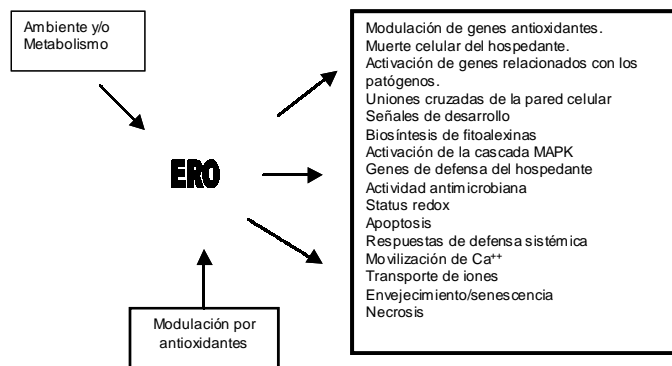 Ambiente y/o
Metabolismo
ERO
Modulación por
antioxidantes
Modulación de genes antioxidantes.
Muerte celular del hospedante.
Activación de genes relacionados con los
patógenos.
Uniones cruzadas de la pared celular
Señales de desarrollo
Biosíntesis de fitoalexinas
Activación de la cascada MAPK
Genes de defensa del hospedante
Actividad antimicrobiana
Status redox
Apoptosis
Respuestas de defensa sistémica
Movilización de Ca⁺⁺
Transporte de iones
Envejecimiento/senescencia
Necrosis